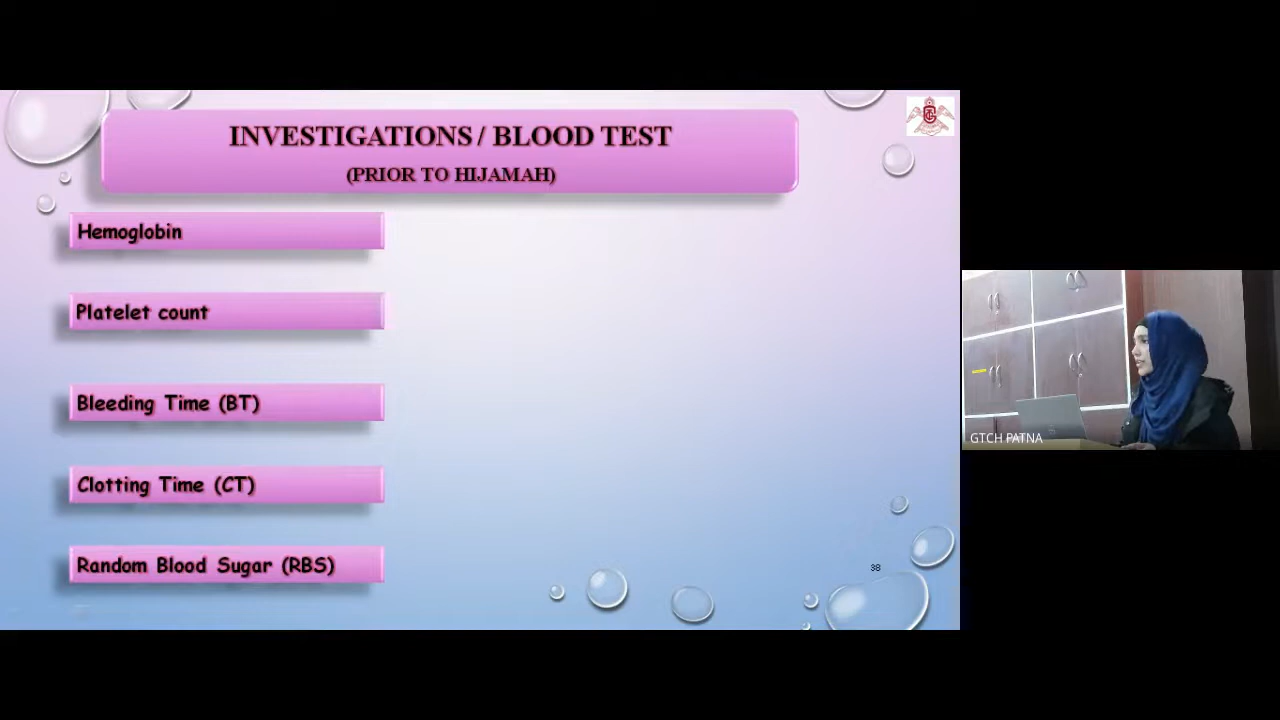 INVESTIGATIONS / BLOOD TEST
(PRIOR TO HIJAMAH)
Hemoglobin
Platelet count
Bleeding Time (BT)
Clotting Time (CT)
Random Blood Sugar (RBS)
38
GTCH PATNA